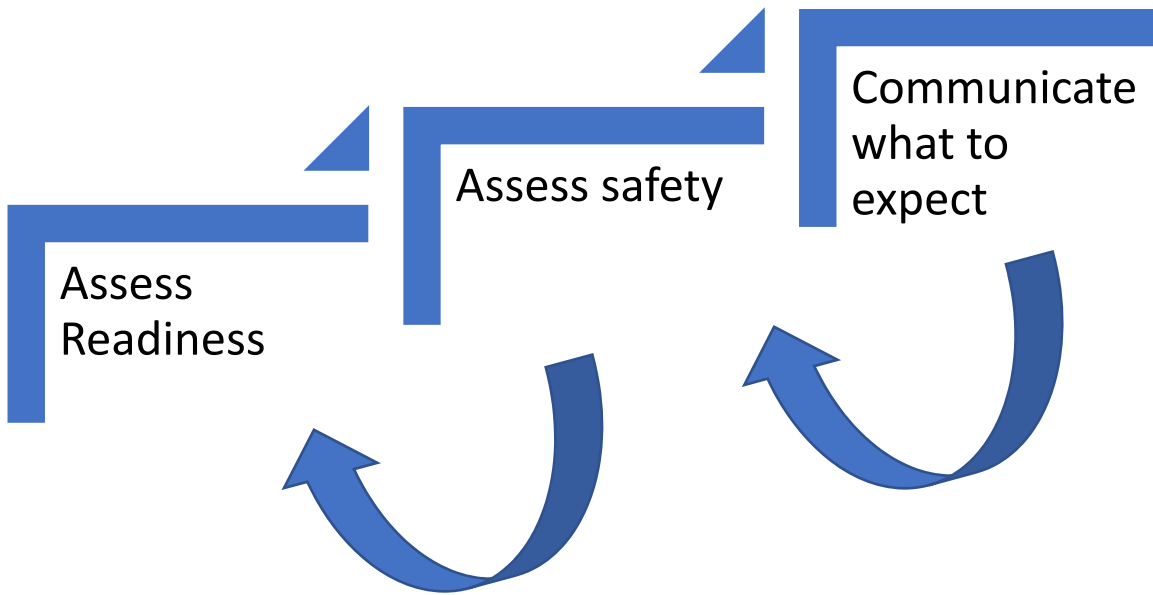 Assess
Readiness
Assess safety
Communicate
what to
expect